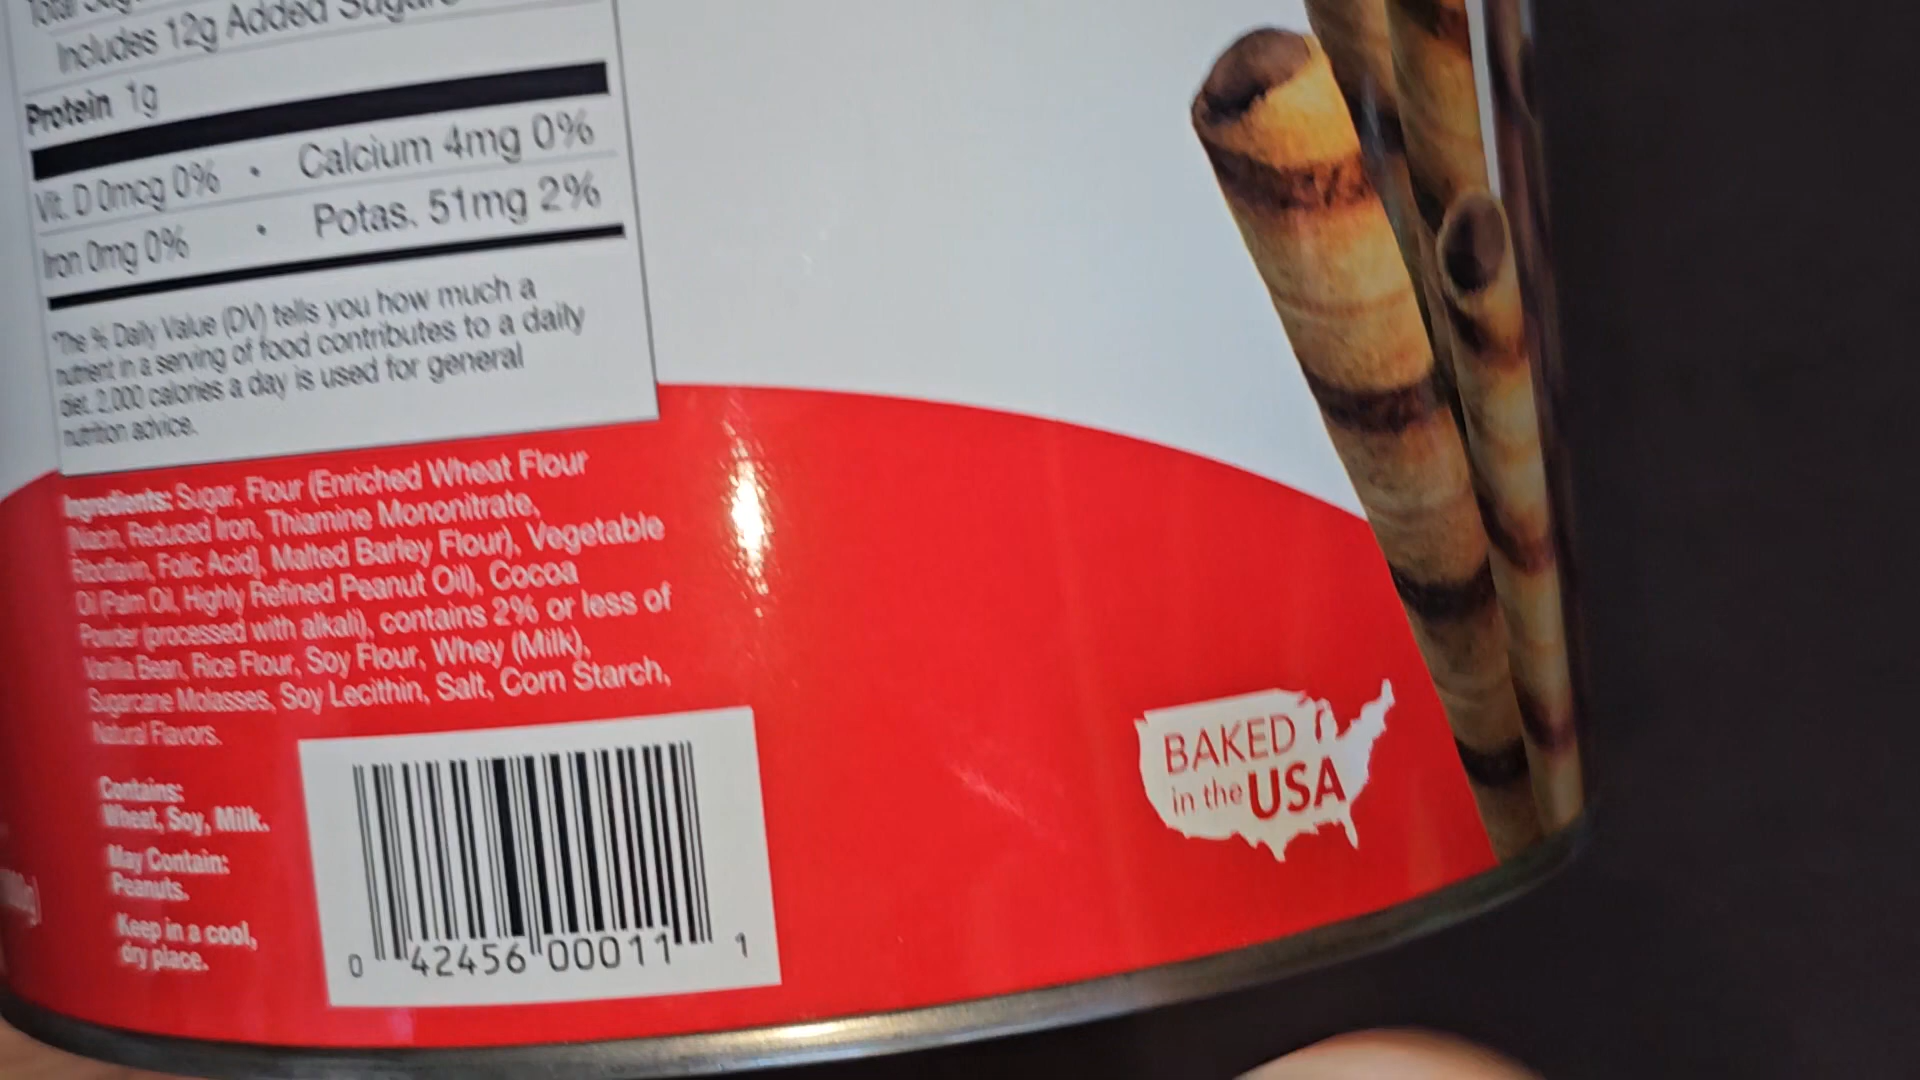 Includes 12g Added Sugars
Protein 1g
Vit. D 0mcg 0% • Calcium 4mg 0%
Iron 0mg 0% • Potas. 51mg 2%
*The % Daily Value (DV) tells you how much a
nutrient in a serving of food contributes to a daily
diet. 2,000 calories a day is used for general
nutrition advice.
Ingredients: Sugar, Flour (Enriched Wheat Flour
Niacin, Reduced Iron, Thiamine Mononitrate,
Riboflavin, Folic Acid], Malted Barley Flour), Vegetable
Oil (Palm Oil, Highly Refined Peanut Oil), Cocoa
Powder (processed with alkali), contains 2% or less of
Vanilla Bean, Rice Flour, Soy Flour, Whey (Milk),
Sugarcane Molasses, Soy Lecithin, Salt, Corn Starch,
Natural Flavors.
Contains:
Wheat, Soy, Milk.
May Contain:
Peanuts.
Keep in a cool,
dry place.
0 42456 00011 1
BAKED
in the USA